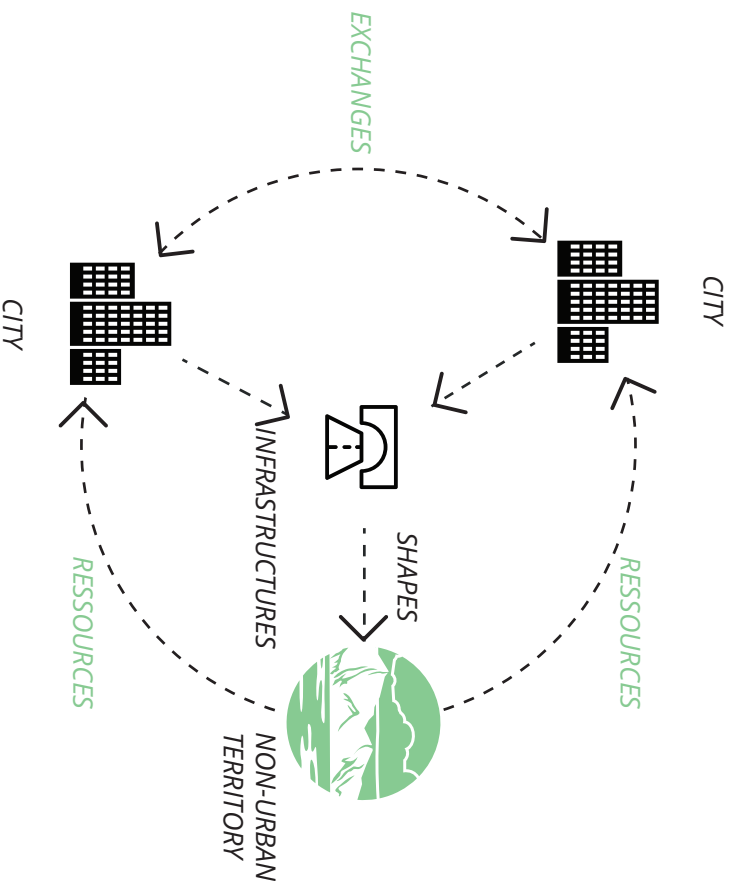 CITY
RESSOURCES
SHAPES
EXCHANGES
INFRASTRUCTURES
NON-URBAN
TERRITORY
RESSOURCES
CITY